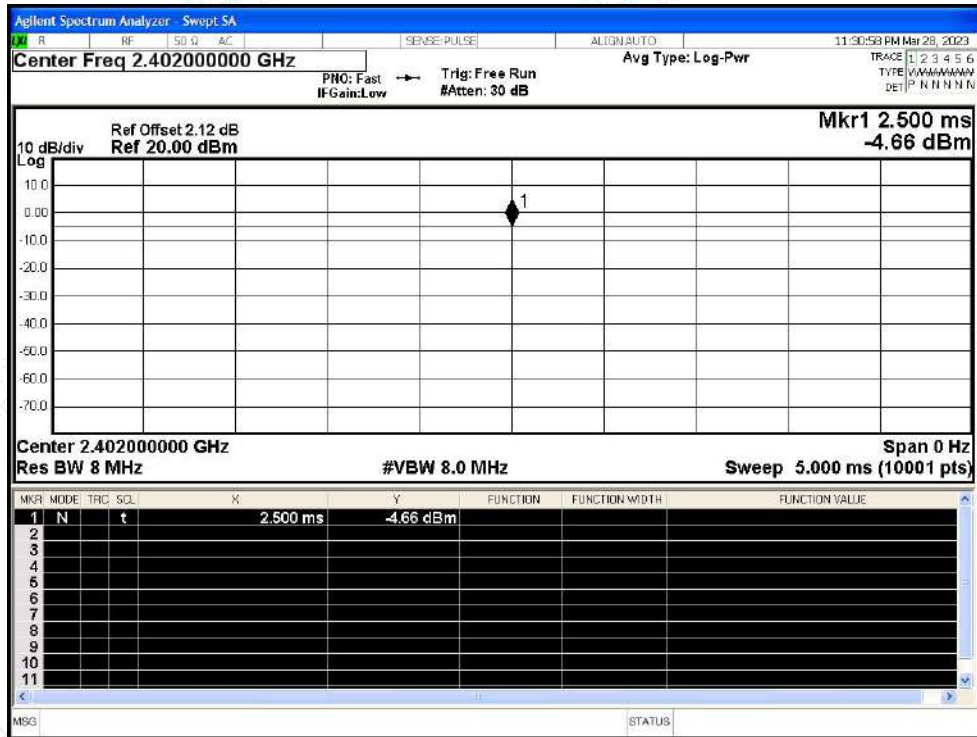 Agilent Spectrum Analyzer - Swept SA
LXI R RF 50 Ω AC SENSE:PULSE ALIGN AUTO 11:30:58 PM Mar 28, 2023
Center Freq 2.402000000 GHz Avg Type: Log-Pwr TRACE 1 2 3 4 5 6
PNO: Fast Trig: Free Run TYPE
IFGain:Low #Atten: 30 dB DET P N N N N N
Mkr1 2.500 ms
Ref Offset 2.12 dB
10 dB/div Ref 20.00 dBm -4.66 dBm
Log
10.0
0.00
1
-10.0
-20.0
-30.0
-40.0
-50.0
-60.0
-70.0
Center 2.402000000 GHz Span 0 Hz
Res BW 8 MHz #VBW 8.0 MHz Sweep 5.000 ms (10001 pts)
MKR MODE TRC SCL X Y FUNCTION FUNCTION WIDTH FUNCTION VALUE
1 N t 2.500 ms -4.66 dBm
2
3
4
5
6
7
8
9
10
11
MSG STATUS